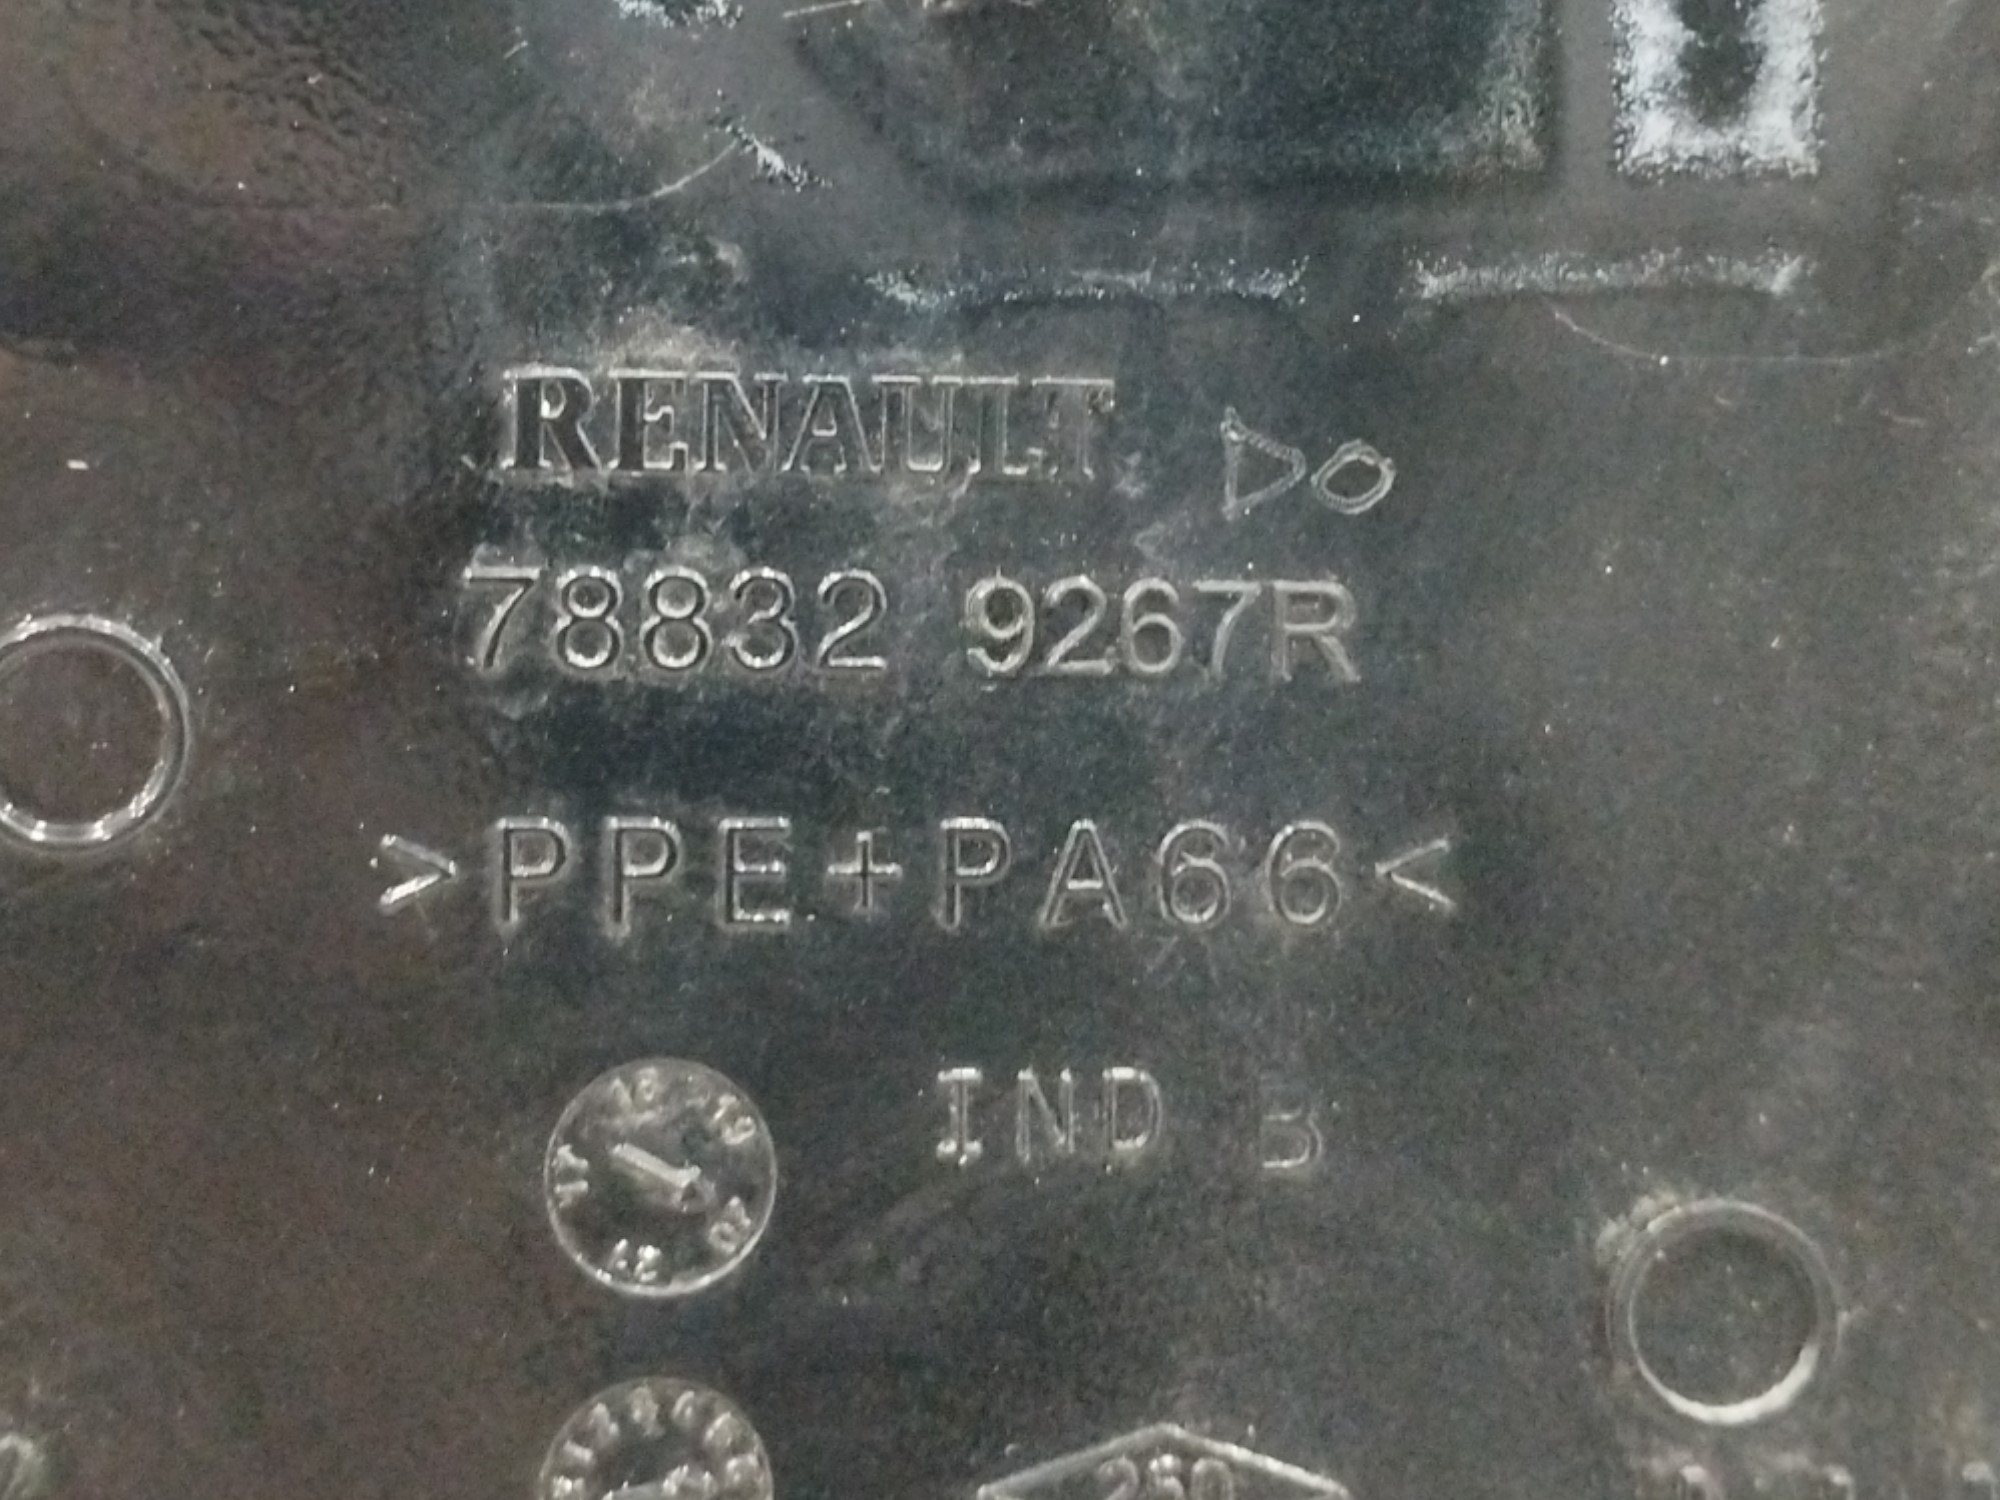 RENAULT DO
78832 9267R
>PPE+PA66<
IND B